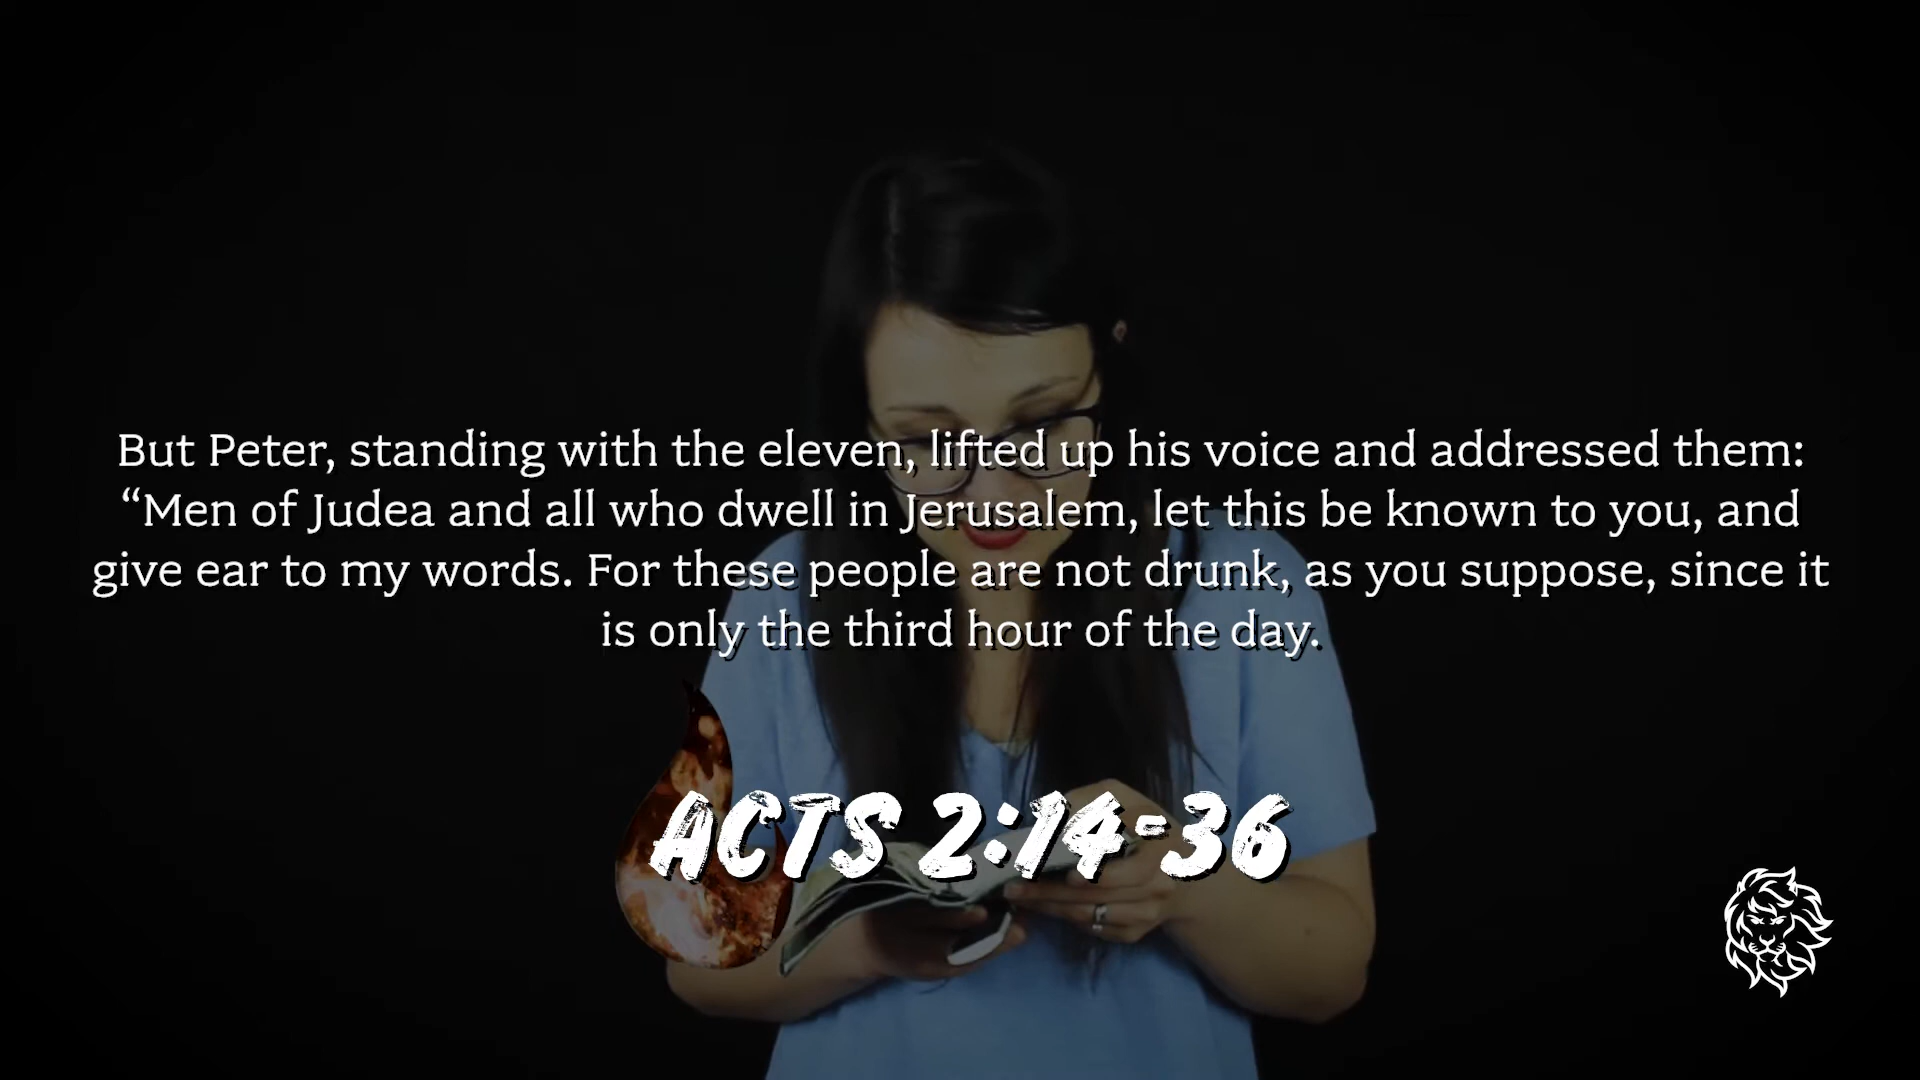 But Peter, standing with the eleven, lifted up his voice and addressed them:
“Men of Judea and all who dwell in Jerusalem, let this be known to you, and
give ear to my words. For these people are not drunk, as you suppose, since it
is only the third hour of the day.
ACTS 2:14-36